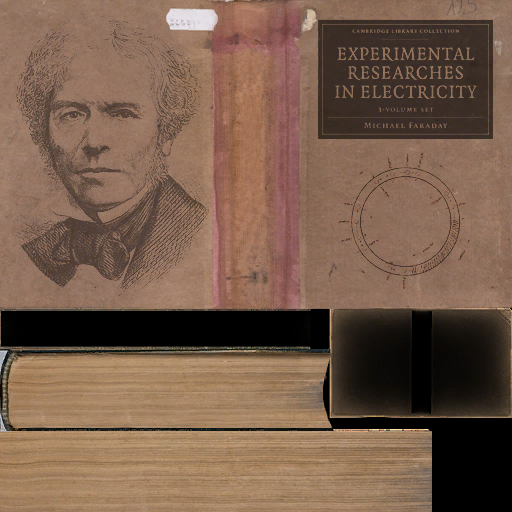 CAMBRIDGE LIBRARY COLLECTION
EXPERIMENTAL
RESEARCHES
IN ELECTRICITY
3-VOLUME SET
MICHAEL FARADAY